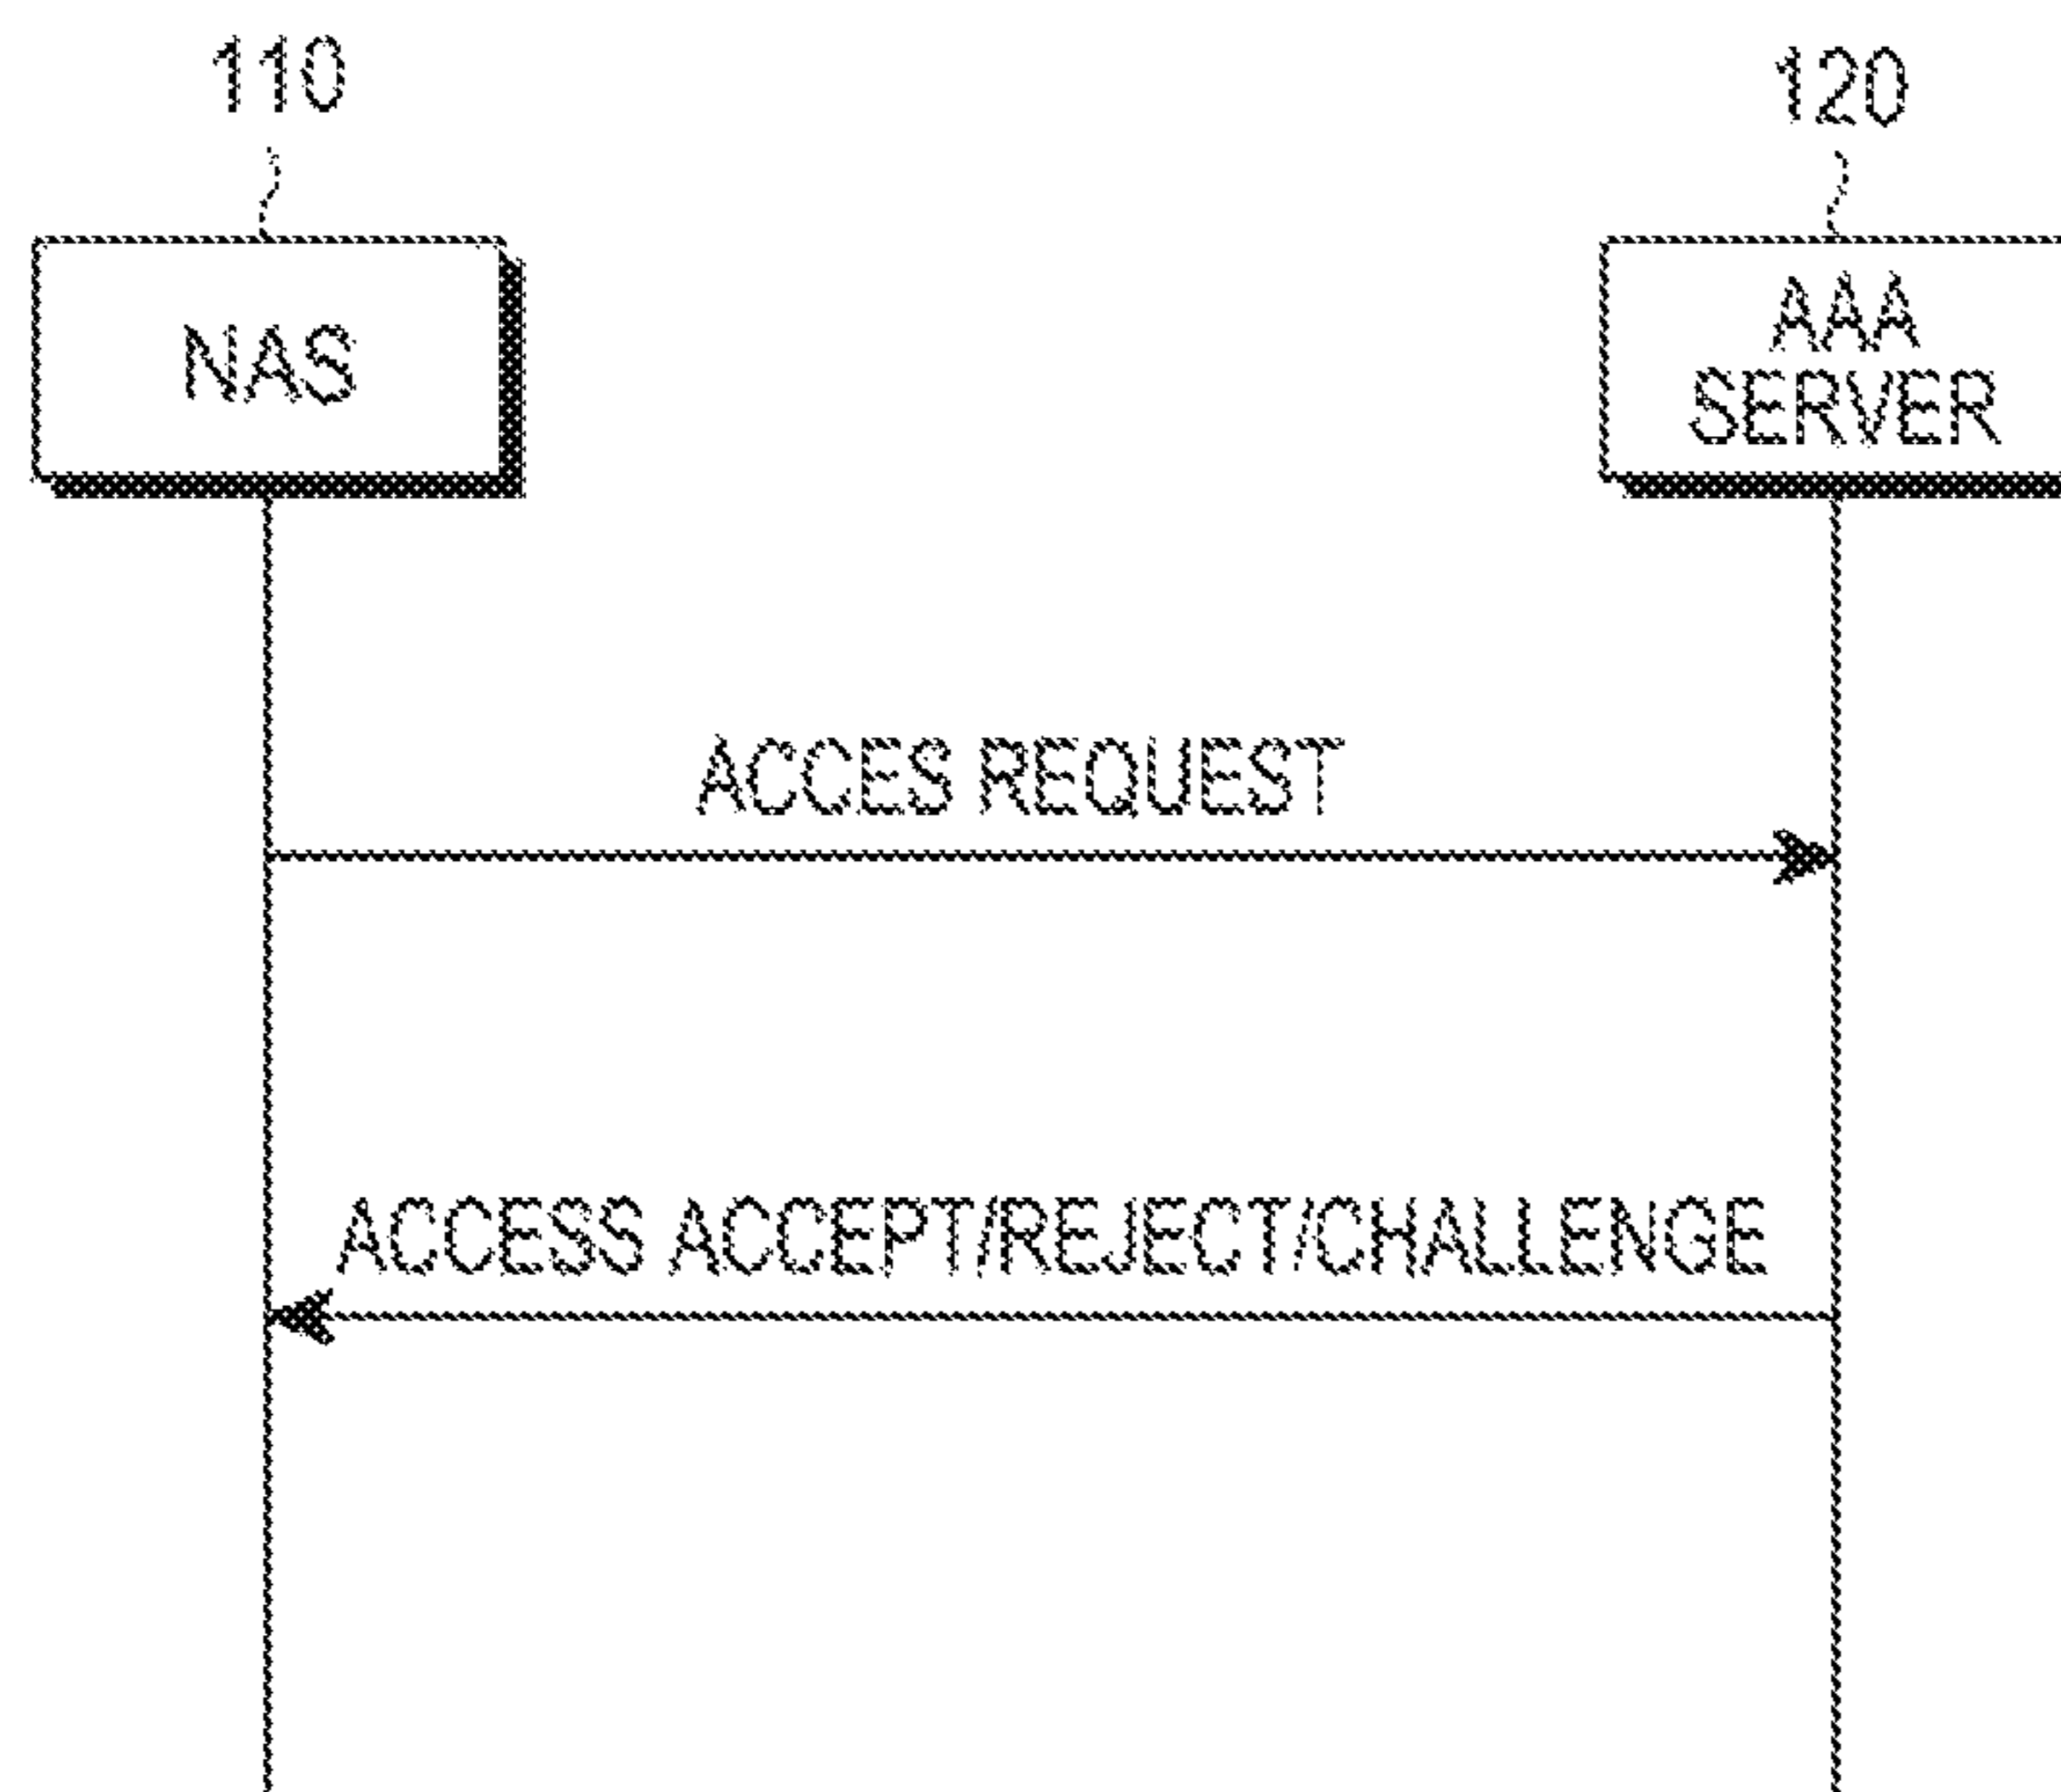 110
120
NAS
AAA
SERVER
ACCES REQUEST
ACCESS ACCEPT/REJECT/CHALLENGE